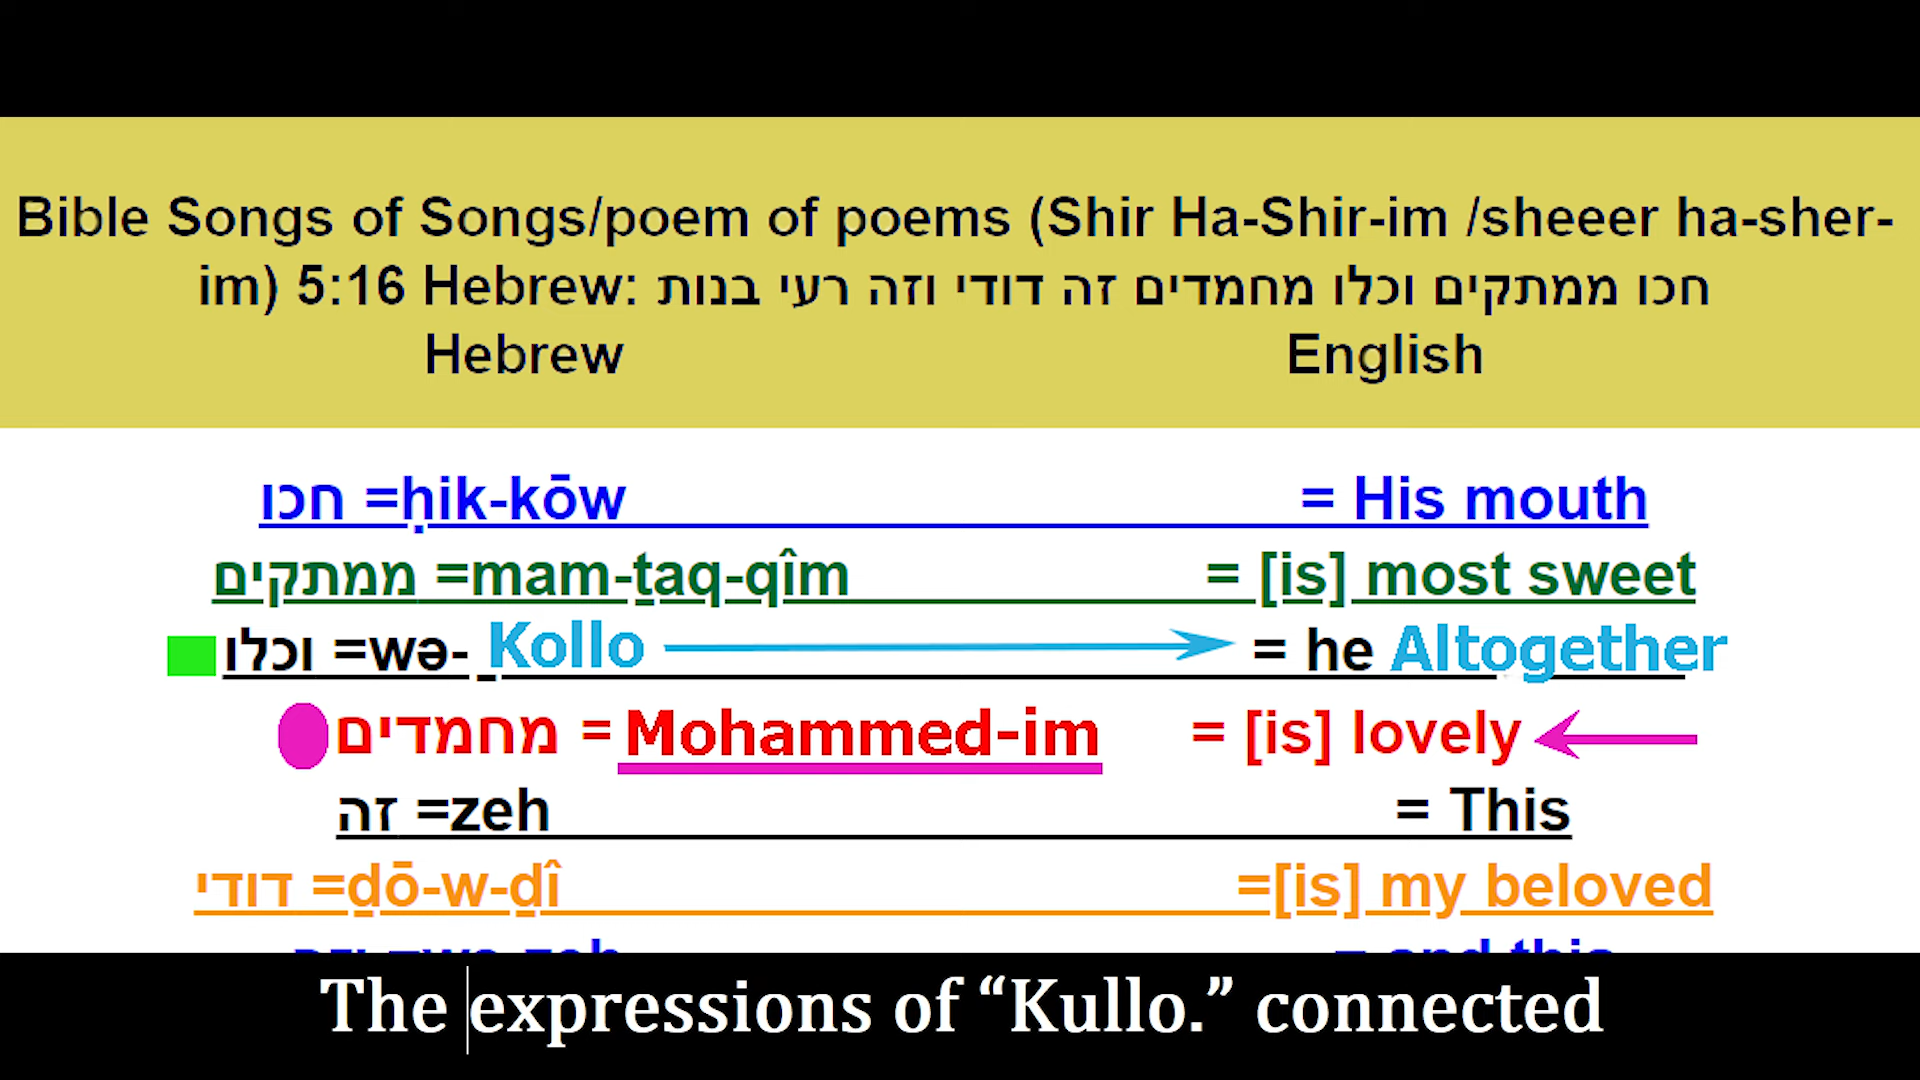 Bible Songs of Songs/poem of poems (Shir Ha-Shir-im /sheeer ha-sher-
im) 5:16 Hebrew: חכו ממתקים וכלו מחמדים זה דודי וזה רעי בנות
Hebrew English
חכו =ḥik-kōw = His mouth
ממתקים =mam-ṯaq-qîm = [is] most sweet
וכלו =wə- Kollo = he Altogether
מחמדים = Mohammed-im = [is] lovely
זה =zeh = This
דודי =ḏō-w-ḏî =[is] my beloved
The expressions of “Kullo.” connected